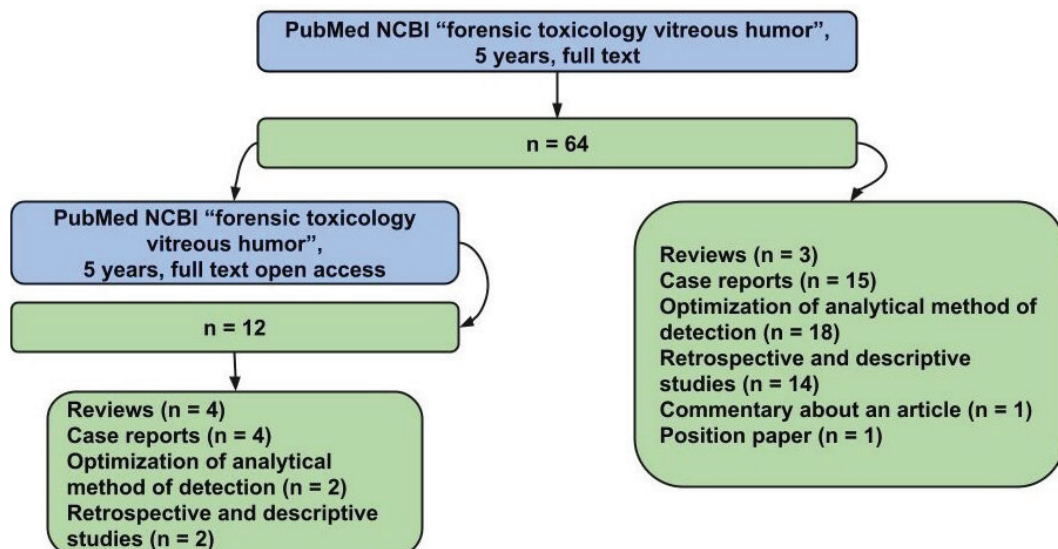 PubMed NCBI “forensic toxicology vitreous humor”,
5 years, full text
n = 64
PubMed NCBI “forensic toxicology
vitreous humor”,
5 years, full text open access
n = 12
Reviews (n = 4)
Case reports (n = 4)
Optimization of analytical
method of detection (n = 2)
Retrospective and descriptive
studies (n = 2)
Reviews (n = 3)
Case reports (n = 15)
Optimization of analytical method of
detection (n = 18)
Retrospective and descriptive
studies (n = 14)
Commentary about an article (n = 1)
Position paper (n = 1)